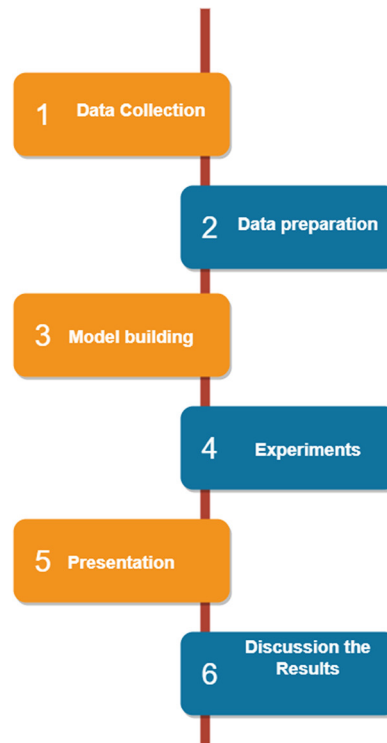 1 Data Collection
2 Data preparation
3 Model building
4 Experiments
5 Presentation
6 Discussion the
Results